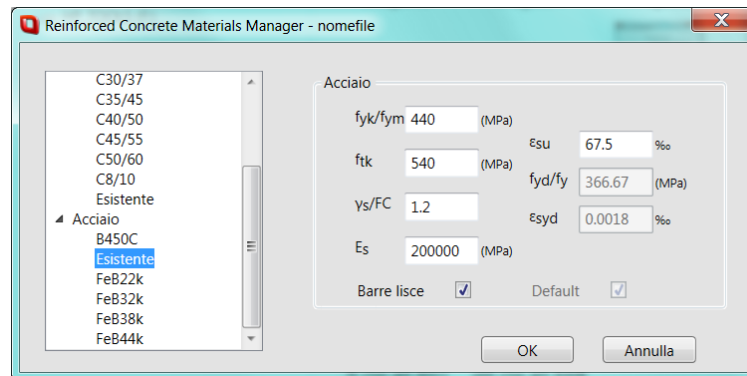 Reinforced Concrete Materials Manager - nomefile
C30/37
C35/45
C40/50
C45/55
C50/60
C8/10
Esistente
Acciaio
B450C
Esistente
FeB22k
FeB32k
FeB38k
FeB44k
Acciaio
fyk/fym 440 (MPa)
ftk 540 (MPa)
γs/FC 1.2
Es 200000 (MPa)
Barre lisce
εsu 67.5 ‰
fyd/fy 366.67 (MPa)
εsyd 0.0018 ‰
Default
OK
Annulla